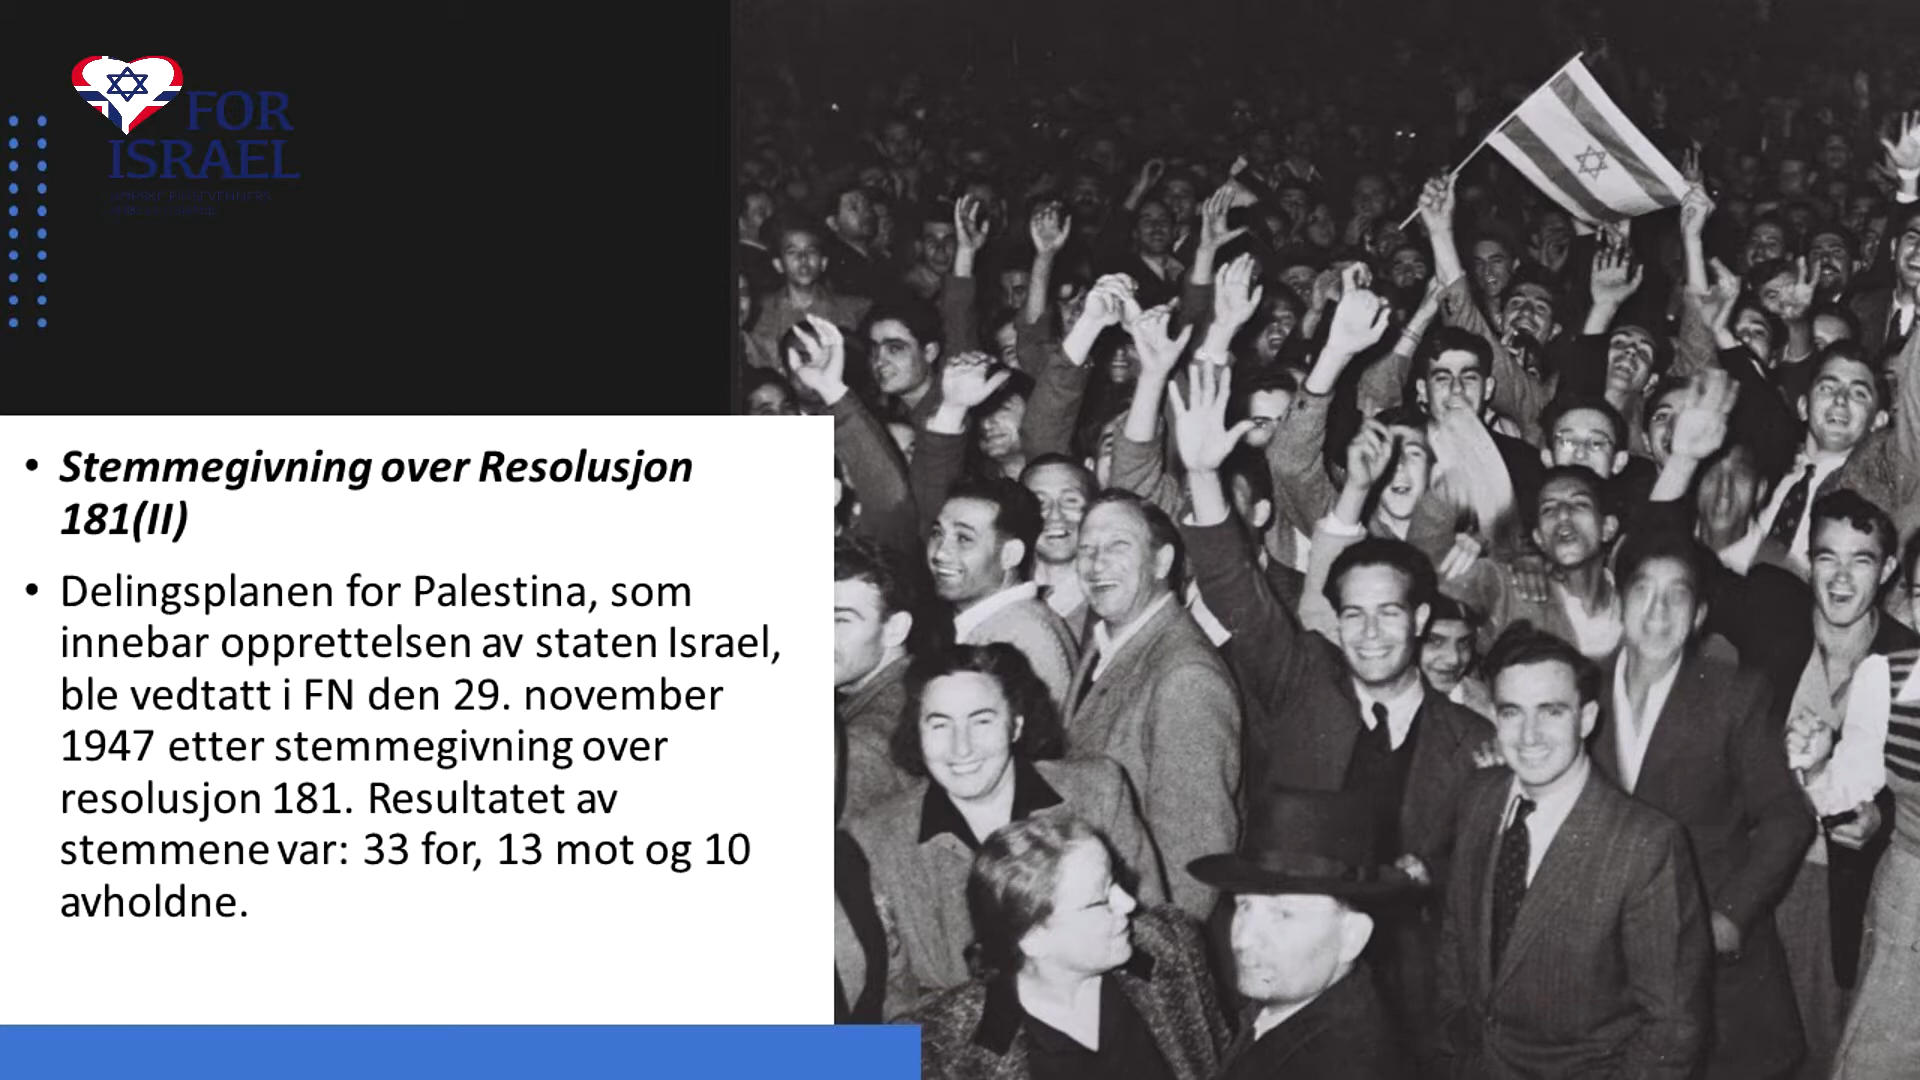 FOR
ISRAEL
• Stemmegivning over Resolusjon
181(II)
• Delingsplanen for Palestina, som
innebar opprettelsen av staten Israel,
ble vedtatt i FN den 29. november
1947 etter stemmegivning over
resolusjon 181. Resultatet av
stemmene var: 33 for, 13 mot og 10
avholdne.